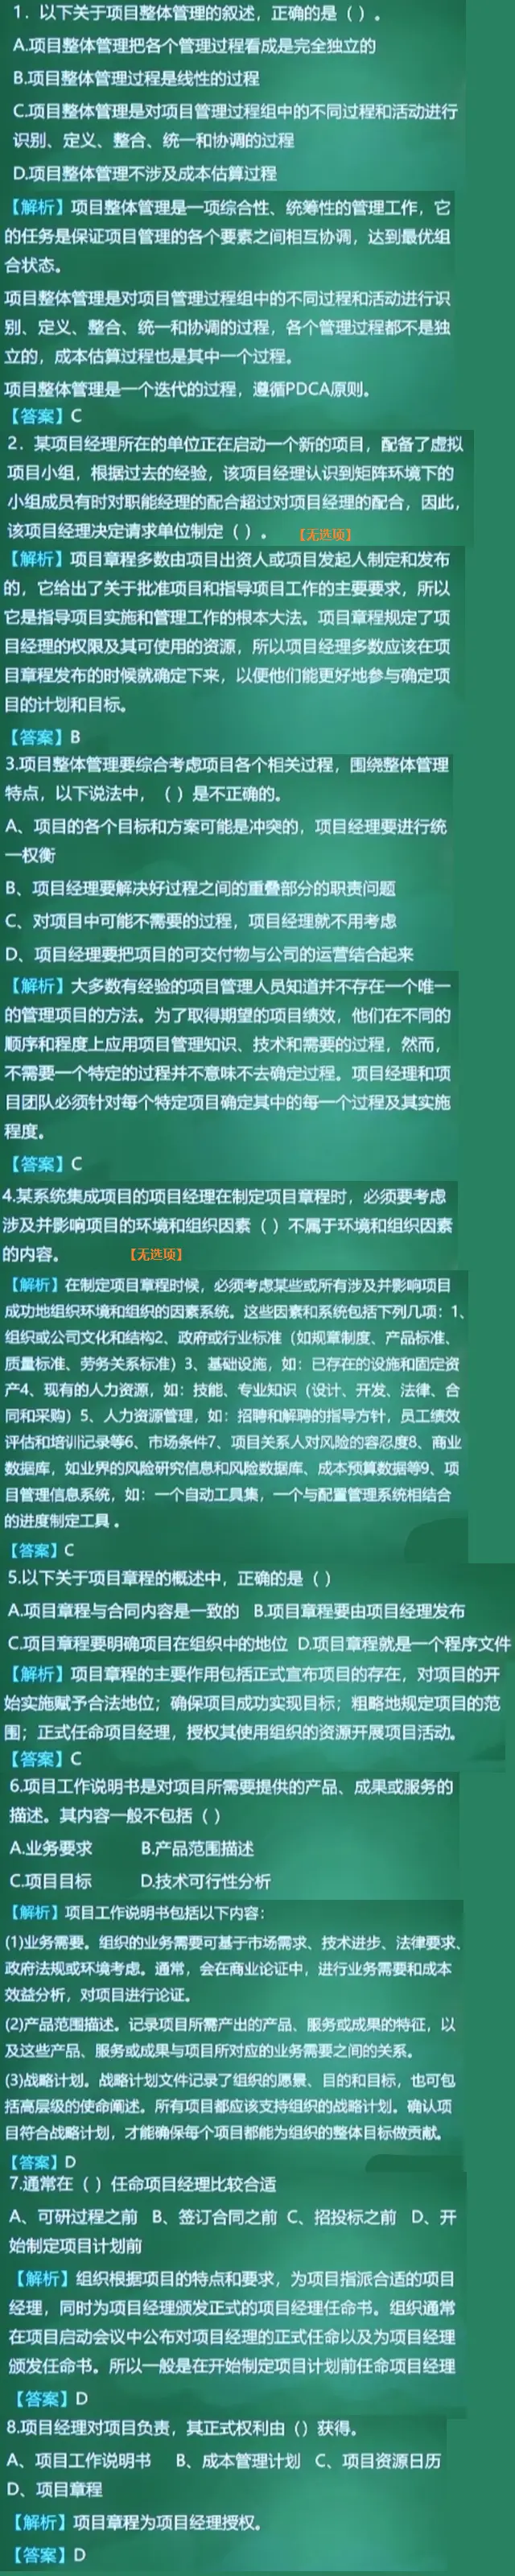 1．以下关于项目整体管理的叙述，正确的是（ ）。
A.项目整体管理把各个管理过程看成是完全独立的
B.项目整体管理过程是线性的过程
C.项目整体管理是对项目管理过程组中的不同过程和活动进行
识别、定义、整合、统一和协调的过程
D.项目整体管理不涉及成本估算过程
【解析】项目整体管理是一项综合性、统筹性的管理工作，它
的任务是保证项目管理的各个要素之间相互协调，达到最优组
合状态。
项目整体管理是对项目管理过程组中的不同过程和活动进行识
别、定义、整合、统一和协调的过程，各个管理过程都不是独
立的，成本估算过程也是其中一个过程。
项目整体管理是一个迭代的过程，遵循PDCA原则。
【答案】C
2．某项目经理所在的单位正在启动一个新的项目，配备了虚拟
项目小组，根据过去的经验，该项目经理认识到矩阵环境下的
小组成员有时对职能经理的配合超过对项目经理的配合，因此，
该项目经理决定请求单位制定（ ）。 【无选项】
【解析】项目章程多数由项目出资人或项目发起人制定和发布
的，它给出了关于批准项目和指导项目工作的主要要求，所以
它是指导项目实施和管理工作的根本大法。项目章程规定了项
目经理的权限及其可使用的资源，所以项目经理多数应该在项
目章程发布的时候就确定下来，以便他们能更好地参与确定项
目的计划和目标。
【答案】B
3.项目整体管理要综合考虑项目各个相关过程，围绕整体管理
特点，以下说法中，（ ）是不正确的。
A、项目的各个目标和方案可能是冲突的，项目经理要进行统
一权衡
B、项目经理要解决好过程之间的重叠部分的职责问题
C、对项目中可能不需要的过程，项目经理就不用考虑
D、项目经理要把项目的可交付物与公司的运营结合起来
【解析】大多数有经验的项目管理人员知道并不存在一个唯一
的管理项目的方法。为了取得期望的项目绩效，他们在不同的
顺序和程度上应用项目管理知识、技术和需要的过程，然而，
不需要一个特定的过程并不意味不去确定过程。项目经理和项
目团队必须针对每个特定项目确定其中的每一个过程及其实施
程度。
【答案】C
4.某系统集成项目的项目经理在制定项目章程时，必须要考虑
涉及并影响项目的环境和组织因素（ ）不属于环境和组织因素
的内容。 【无选项】
【解析】在制定项目章程时候，必须考虑某些或所有涉及并影响项目
成功地组织环境和组织的因素系统。这些因素和系统包括下列几项：1、
组织或公司文化和结构2、政府或行业标准（如规章制度、产品标准、
质量标准、劳务关系标准）3、基础设施，如：已存在的设施和固定资
产4、现有的人力资源，如：技能、专业知识（设计、开发、法律、合
同和采购）5、人力资源管理，如：招聘和解聘的指导方针，员工绩效
评估和培训记录等6、市场条件7、项目关系人对风险的容忍度8、商业
数据库，如业界的风险研究信息和风险数据库、成本预算数据等9、项
目管理信息系统，如：一个自动工具集，一个与配置管理系统相结合
的进度制定工具 。
【答案】C
5.以下关于项目章程的概述中，正确的是（ ）
A.项目章程与合同内容是一致的 B.项目章程要由项目经理发布
C.项目章程要明确项目在组织中的地位 D.项目章程就是一个程序文件
【解析】项目章程的主要作用包括正式宣布项目的存在，对项目的开
始实施赋予合法地位；确保项目成功实现目标；粗略地规定项目的范
围；正式任命项目经理，授权其使用组织的资源开展项目活动。
【答案】C
6.项目工作说明书是对项目所需要提供的产品、成果或服务的
描述。其内容一般不包括（ ）
A.业务要求 B.产品范围描述
C.项目目标 D.技术可行性分析
【解析】项目工作说明书包括以下内容：
(1)业务需要。组织的业务需要可基于市场需求、技术进步、法律要求、
政府法规或环境考虑。通常，会在商业论证中，进行业务需要和成本
效益分析，对项目进行论证。
(2)产品范围描述。记录项目所需产出的产品、服务或成果的特征，以
及这些产品、服务或成果与项目所对应的业务需要之间的关系。
(3)战略计划。战略计划文件记录了组织的愿景、目的和目标，也可包
括高层级的使命阐述。所有项目都应该支持组织的战略计划。确认项
目符合战略计划，才能确保每个项目都能为组织的整体目标做贡献。
【答案】D
7.通常在（ ）任命项目经理比较合适
A、可研过程之前 B、签订合同之前 C、招投标之前 D、开
始制定项目计划前
【解析】组织根据项目的特点和要求，为项目指派合适的项目
经理，同时为项目经理颁发正式的项目经理任命书。组织通常
在项目启动会议中公布对项目经理的正式任命以及为项目经理
颁发任命书。所以一般是在开始制定项目计划前任命项目经理
【答案】D
8.项目经理对项目负责，其正式权利由（）获得。
A、项目工作说明书 B、成本管理计划 C、项目资源日历
D、项目章程
【解析】项目章程为项目经理授权。
【答案】D